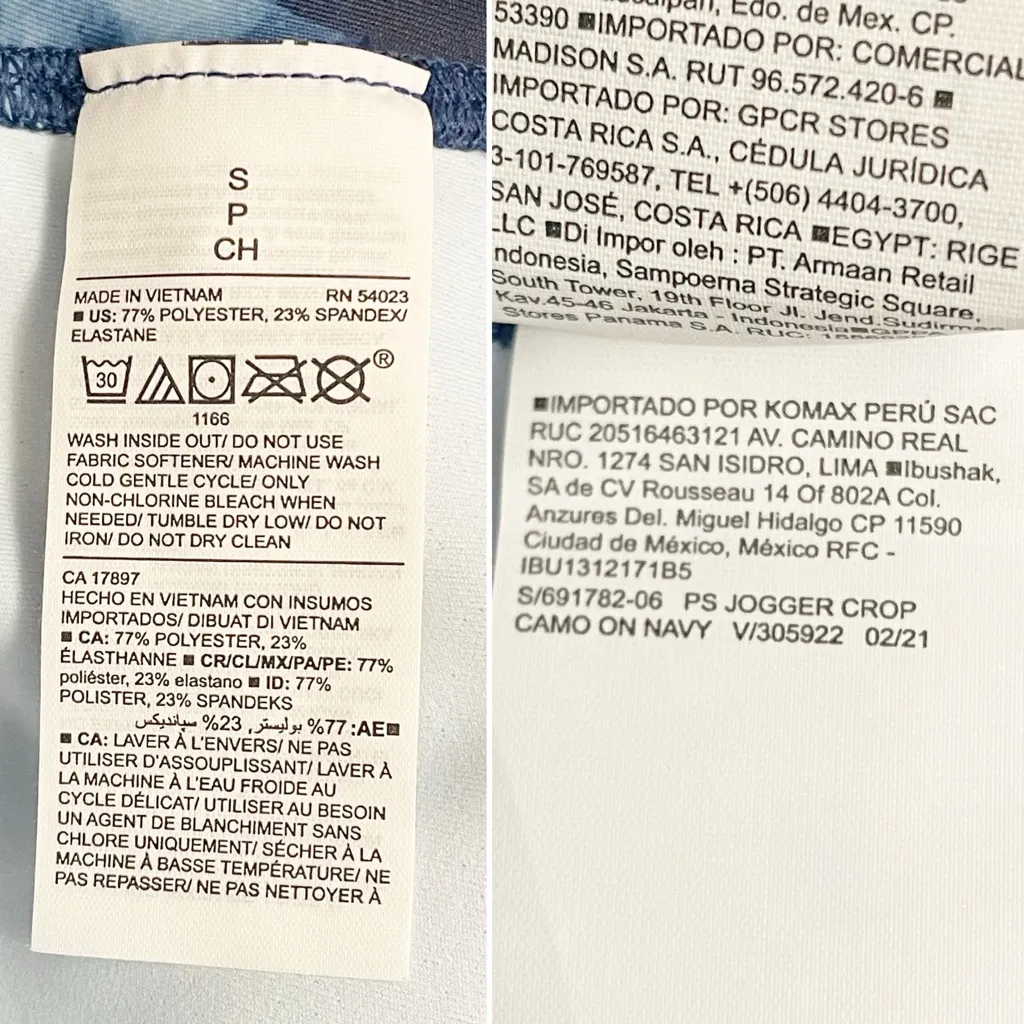 S
P
CH
MADE IN VIETNAM RN 54023
■ US: 77% POLYESTER, 23% SPANDEX/
ELASTANE
30
®
1166
WASH INSIDE OUT/ DO NOT USE
FABRIC SOFTENER/ MACHINE WASH
COLD GENTLE CYCLE/ ONLY
NON-CHLORINE BLEACH WHEN
NEEDED/ TUMBLE DRY LOW/ DO NOT
IRON/ DO NOT DRY CLEAN
CA 17897
HECHO EN VIETNAM CON INSUMOS
IMPORTADOS/ DIBUAT DI VIETNAM
■ CA: 77% POLYESTER, 23%
ÉLASTHANNE ■ CR/CL/MX/PA/PE: 77%
poliéster, 23% elastano ■ ID: 77%
POLISTER, 23% SPANDEKS
■AE: 77% بوليستر, 23% سپانديكس
■ CA: LAVER À L'ENVERS/ NE PAS
UTILISER D'ASSOUPLISSANT/ LAVER À
LA MACHINE À L'EAU FROIDE AU
CYCLE DÉLICAT/ UTILISER AU BESOIN
UN AGENT DE BLANCHIMENT SANS
CHLORE UNIQUEMENT/ SÉCHER À LA
MACHINE À BASSE TEMPÉRATURE/ NE
PAS REPASSER/ NE PAS NETTOYER À
Edo. de Mex. CP.
53390 ■IMPORTADO POR: COMERCIAL
MADISON S.A. RUT 96.572.420-6 ■
IMPORTADO POR: GPCR STORES
COSTA RICA S.A., CÉDULA JURÍDICA
3-101-769587, TEL +(506) 4404-3700,
SAN JOSÉ, COSTA RICA ■EGYPT: RIGE
LLC ■Di Impor oleh : PT. Armaan Retail
ndonesia, Sampoerna Strategic Square,
South Tower, 19th Floor Jl. Jend.Sudirman
Kav.45-46 Jakarta - Indonesia■
Stores Panama S.A. RUC:
■IMPORTADO POR KOMAX PERÚ SAC
RUC 20516463121 AV. CAMINO REAL
NRO. 1274 SAN ISIDRO, LIMA ■Ibushak,
SA de CV Rousseau 14 Of 802A Col.
Anzures Del. Miguel Hidalgo CP 11590
Ciudad de México, México RFC -
IBU1312171B5
S/691782-06 PS JOGGER CROP
CAMO ON NAVY V/305922 02/21